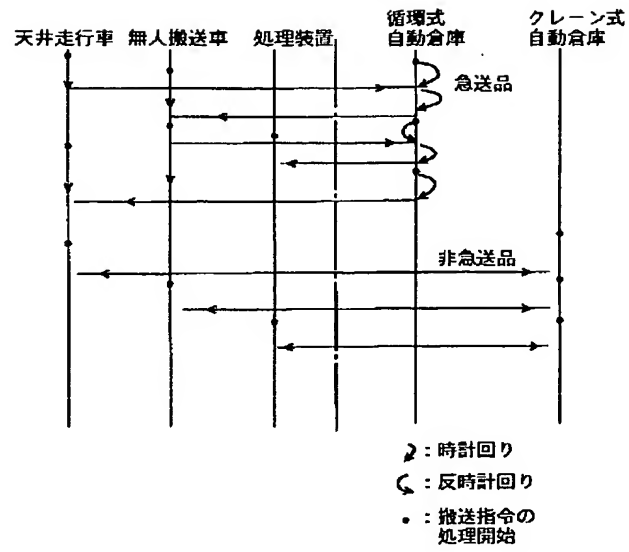 天井走行車
無人搬送車
処理装置
循環式
自動倉庫
クレーン式
自動倉庫
急送品
非急送品
：時計回り
：反時計回り
：搬送指令の
処理開始